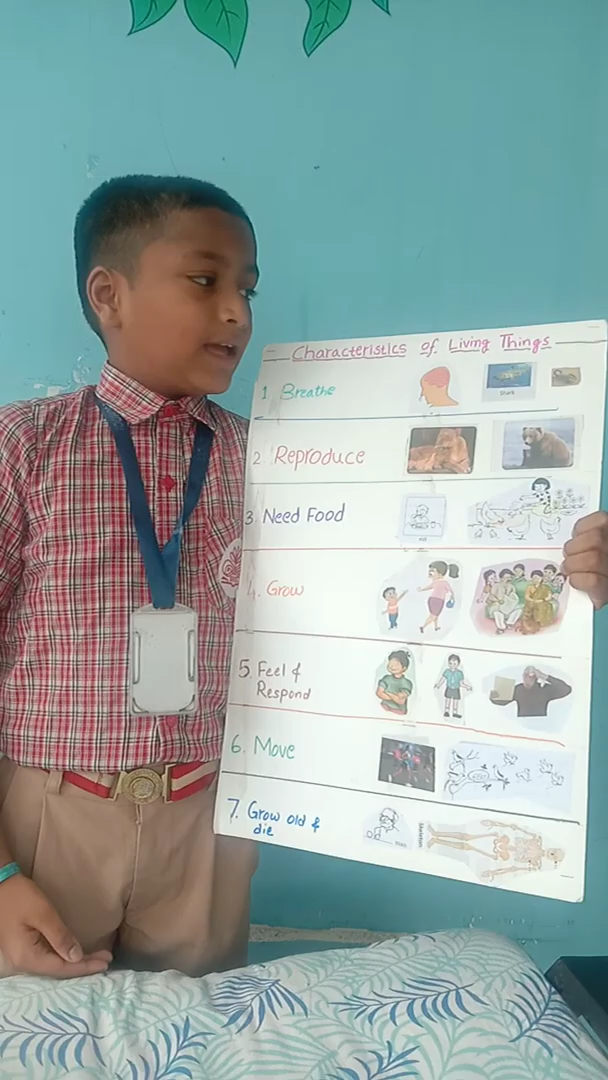 Characteristics of Living Things
1. Breathe
Shark
2. Reproduce
3. Need Food
4. Grow
5. Feel &
Respond
6. Move
7. Grow old &
die
Skeleton